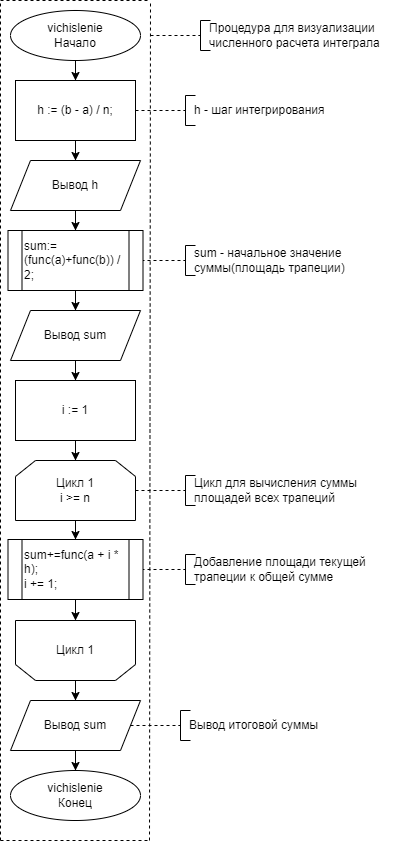 vichislenie
Начало
Процедура для визуализации
численного расчета интеграла
h := (b - a) / n;
h - шаг интегрирования
Вывод h
sum:=
(func(a)+func(b)) /
2;
sum - начальное значение
суммы(площадь трапеции)
Вывод sum
i := 1
Цикл 1
i >= n
Цикл для вычисления суммы
площадей всех трапеций
sum+=func(a + i *
h);
i += 1;
Добавление площади текущей
трапеции к общей сумме
Цикл 1
Вывод sum
Вывод итоговой суммы
vichislenie
Конец